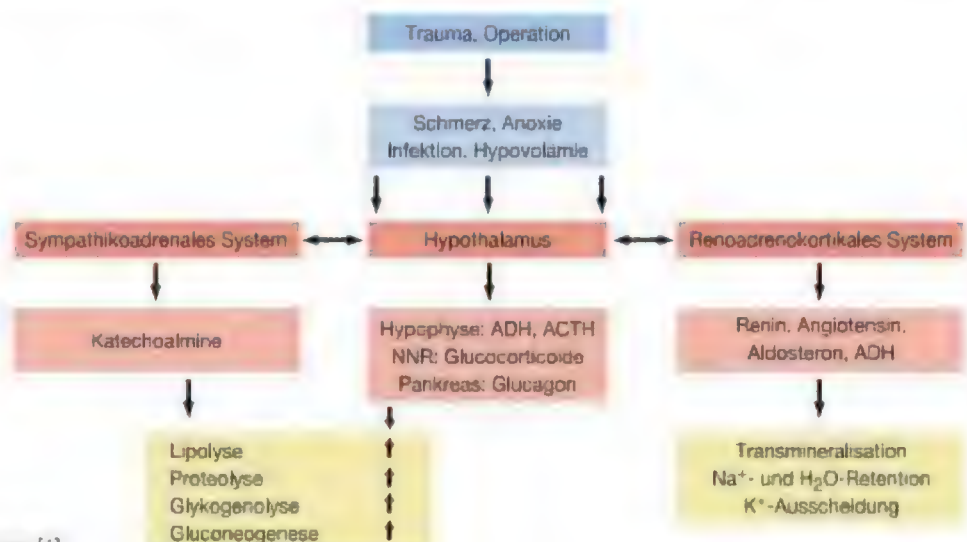 Trauma, Operation
Schmerz, Anoxie
Infektion, Hypovolämie
Sympathikoadrenales System
Hypothalamus
Renoadrenokortikales System
Katechoalmine
Hypophyse: ADH, ACTH
NNR: Glucocorticoide
Pankreas: Glucagon
Renin, Angiotensin,
Aldosteron, ADH
Lipolyse
Proteolyse
Glykogenolyse
Gluconeogenese
Transmineralisation
Na⁺- und H₂O-Retention
K⁺-Ausscheidung